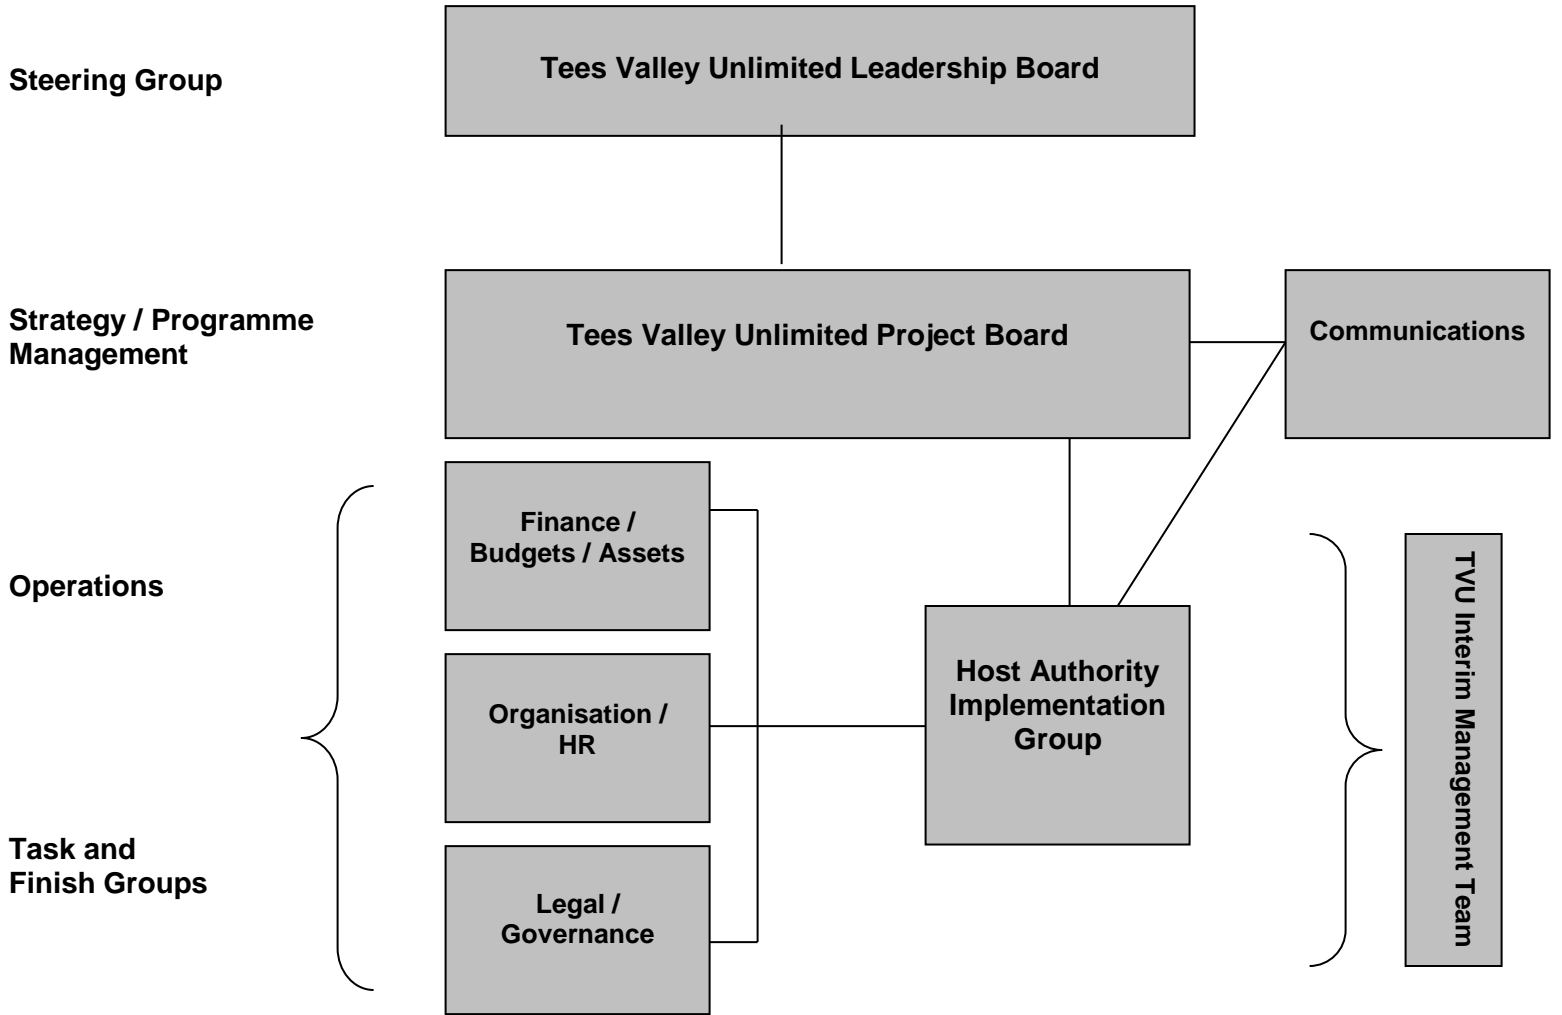 Steering Group
Tees Valley Unlimited Leadership Board
Strategy / Programme
Management
Tees Valley Unlimited Project Board
Communications
Operations
Finance /
Budgets / Assets
Organisation /
HR
Host Authority
Implementation
Group
TVU Interim Management Team
Task and
Finish Groups
Legal /
Governance